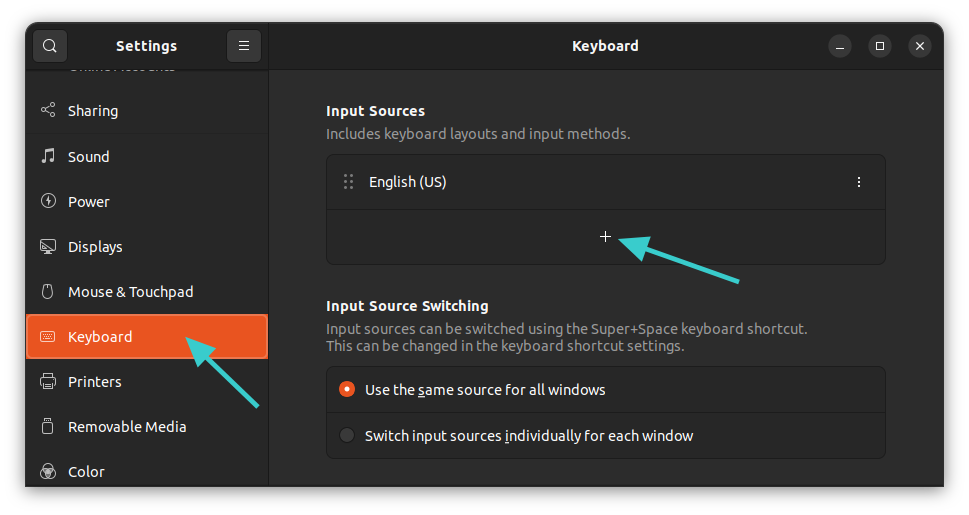 Settings
Keyboard
Online Accounts
Sharing
Sound
Power
Displays
Mouse & Touchpad
Keyboard
Printers
Removable Media
Color
Input Sources
Includes keyboard layouts and input methods.
English (US)
Input Source Switching
Input sources can be switched using the Super+Space keyboard shortcut.
This can be changed in the keyboard shortcut settings.
Use the same source for all windows
Switch input sources individually for each window